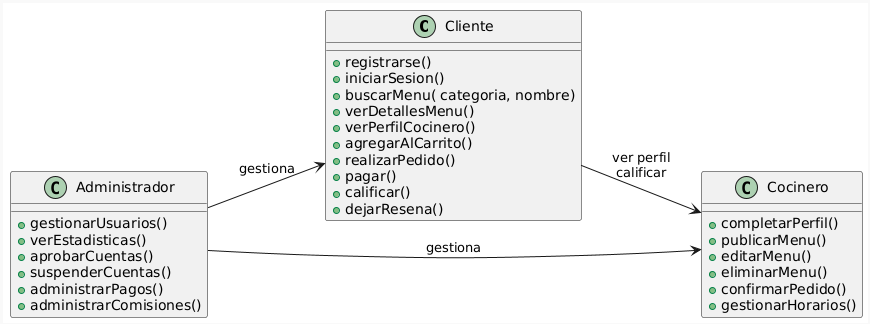 C Cliente
registrarse()
iniciarSesion()
buscarMenu( categoria, nombre)
verDetallesMenu()
verPerfilCocinero()
agregarAlCarrito()
realizarPedido()
pagar()
calificar()
dejarResena()
gestiona
ver perfil
calificar
C Administrador
gestionarUsuarios()
verEstadisticas()
aprobarCuentas()
suspenderCuentas()
administrarPagos()
administrarComisiones()
gestiona
C Cocinero
completarPerfil()
publicarMenu()
editarMenu()
eliminarMenu()
confirmarPedido()
gestionarHorarios()